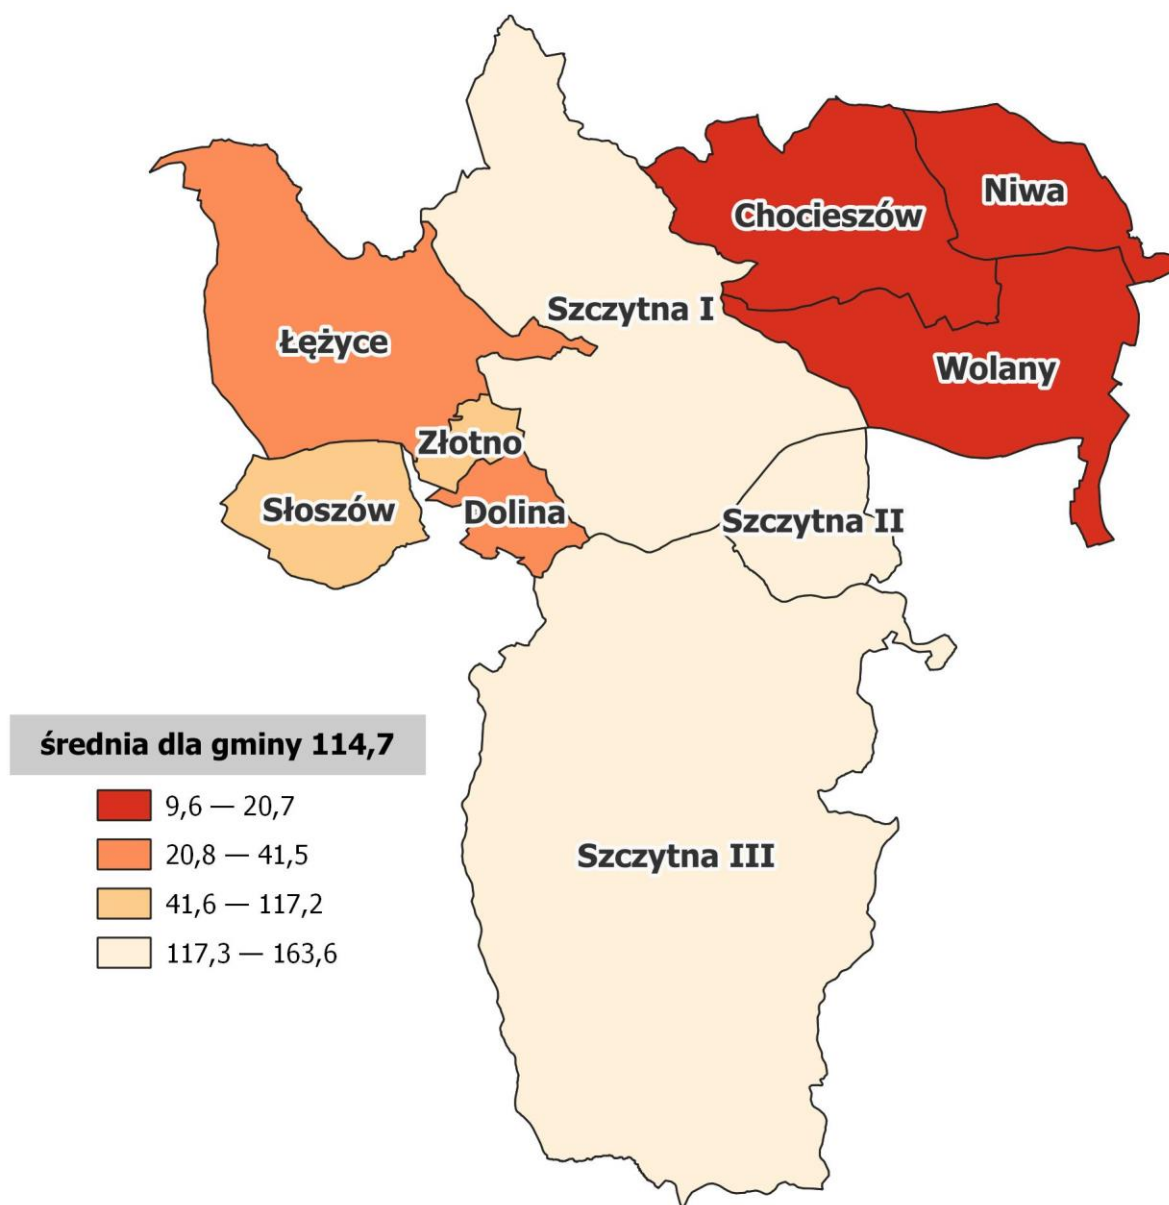 Niwa
Chocieszów
Szczytna I
Łężyce
Wolany
Złotno
Słoszów
Dolina
Szczytna II
średnia dla gminy 114,7
9,6 — 20,7
20,8 — 41,5
41,6 — 117,2
117,3 — 163,6
Szczytna III